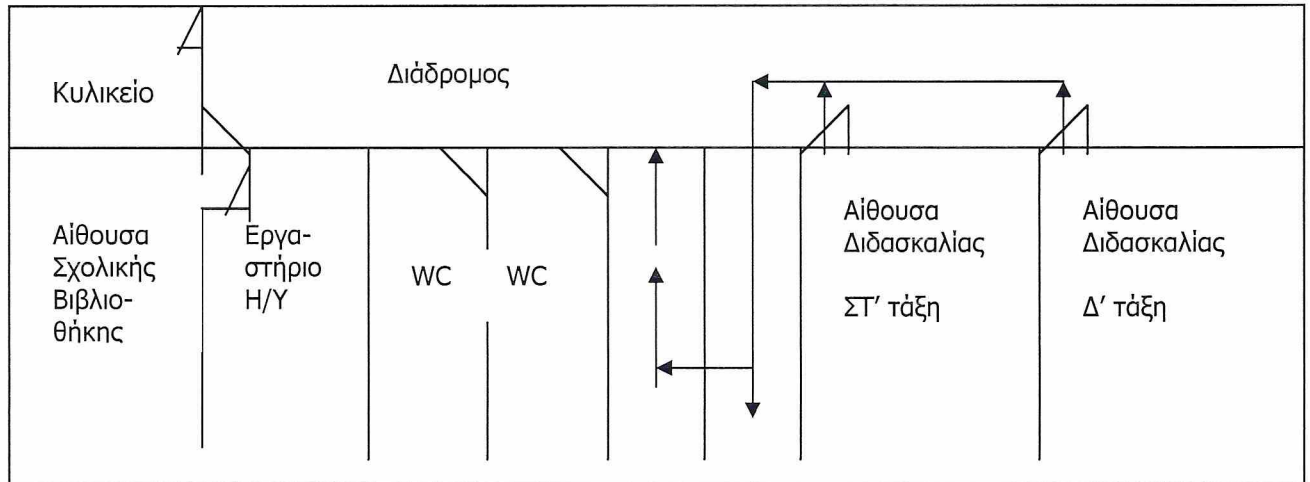 Κυλικείο
Διάδρομος
Αίθουσα
Σχολικής
Βιβλιο-
θήκης
Εργα-
στήριο
Η/Υ
WC
WC
Αίθουσα
Διδασκαλίας
ΣΤ’ τάξη
Αίθουσα
Διδασκαλίας
Δ’ τάξη